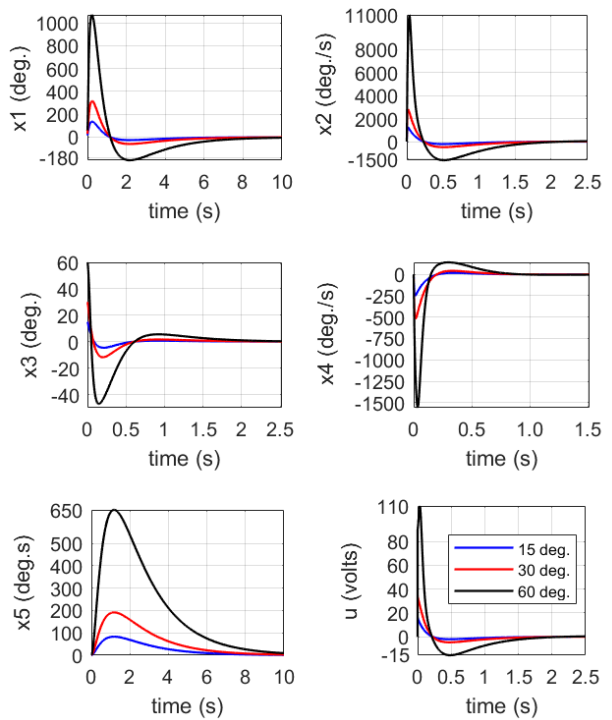 x1 (deg.)
1000
800
600
400
200
0
-180
0 2 4 6 8 10
time (s)
x2 (deg./s)
11000
8000
6000
4000
2000
0
-1500
0 0.5 1 1.5 2 2.5
time (s)
x3 (deg.)
60
40
20
0
-20
-40
0 0.5 1 1.5 2 2.5
time (s)
x4 (deg./s)
0
-250
-500
-750
-1000
-1250
-1500
0 0.5 1 1.5
time (s)
x5 (deg.s)
650
500
400
300
200
100
0
0 2 4 6 8 10
time (s)
u (volts)
110
80
60
40
20
0
-15
0 0.5 1 1.5 2 2.5
time (s)
15 deg.
30 deg.
60 deg.